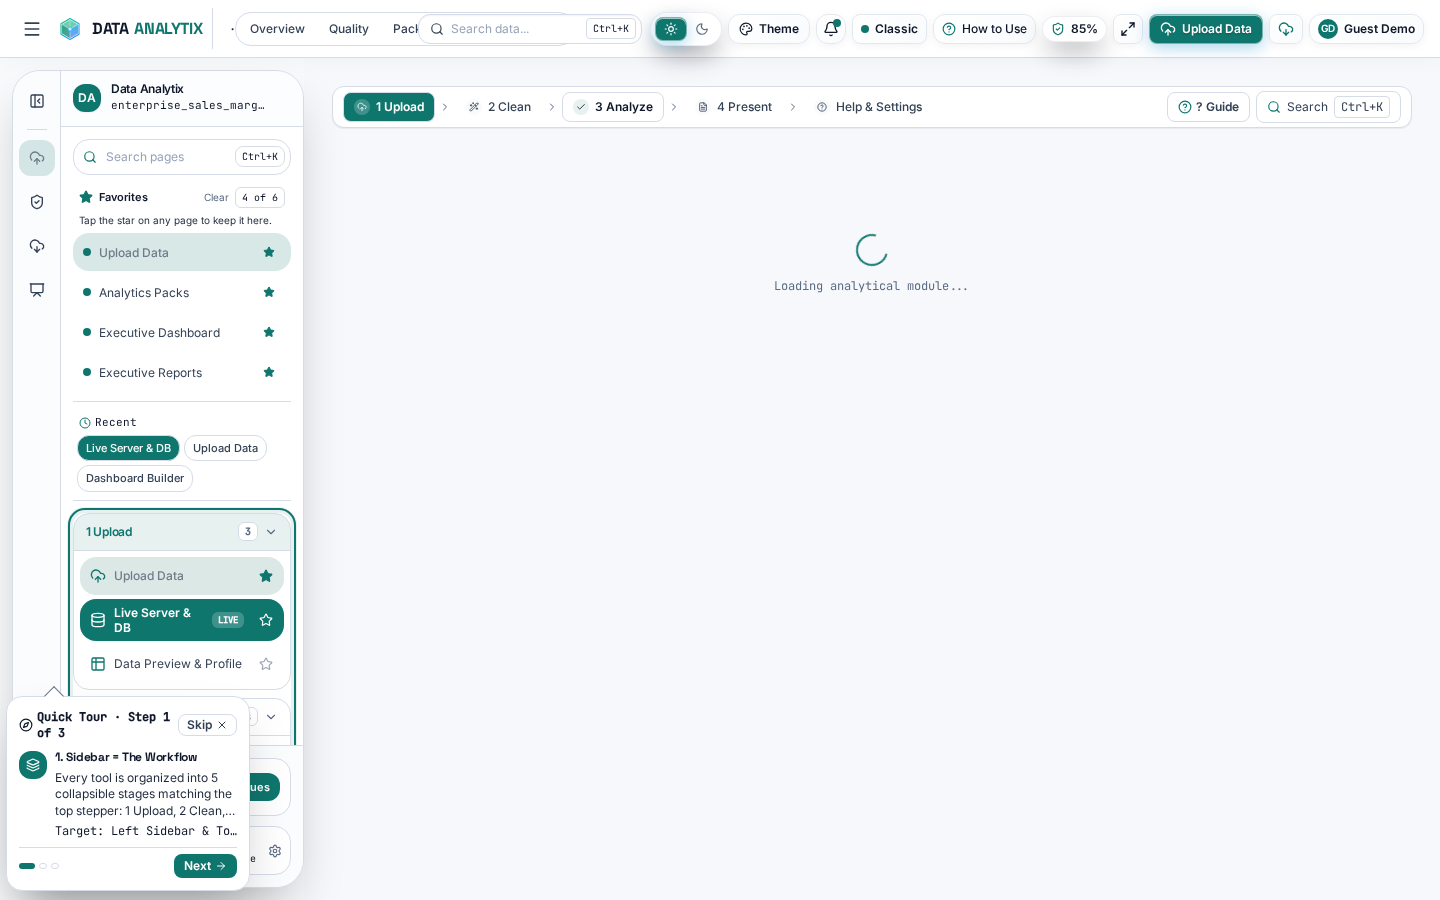 DATA ANALYTIX
Overview Quality
Search data... Ctrl+K
Theme
Classic
How to Use
85%
Upload Data
GD Guest Demo
DA
Data Analytix
enterprise_sales_marg…
Search pages Ctrl+K
Favorites Clear 4 of 6
Tap the star on any page to keep it here.
Upload Data
Analytics Packs
Executive Dashboard
Executive Reports
Recent
Live Server & DB Upload Data
Dashboard Builder
1 Upload 3
Upload Data
Live Server & DB LIVE
Data Preview & Profile
Quick Tour · Step 1
of 3
Skip
1. Sidebar = The Workflow
Every tool is organized into 5
collapsible stages matching the
top stepper: 1 Upload, 2 Clean,…
Target: Left Sidebar & To…
Next
1 Upload
2 Clean
3 Analyze
4 Present
Help & Settings
? Guide
Search Ctrl+K
Loading analytical module...